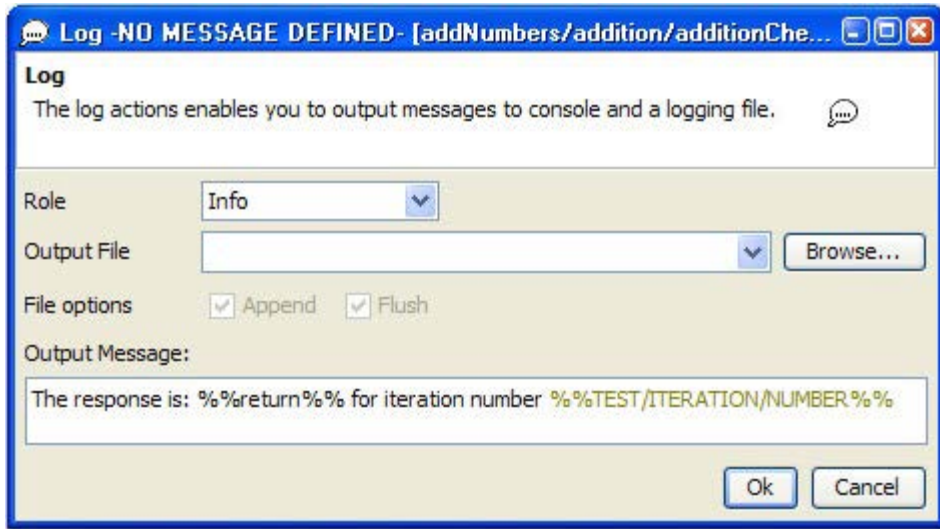 Log -NO MESSAGE DEFINED- [addNumbers/addition/additionChe...
Log
The log actions enables you to output messages to console and a logging file.
Role Info
Output File Browse...
File options Append Flush
Output Message:
The response is: %%return%% for iteration number %%TEST/ITERATION/NUMBER%%
Ok Cancel